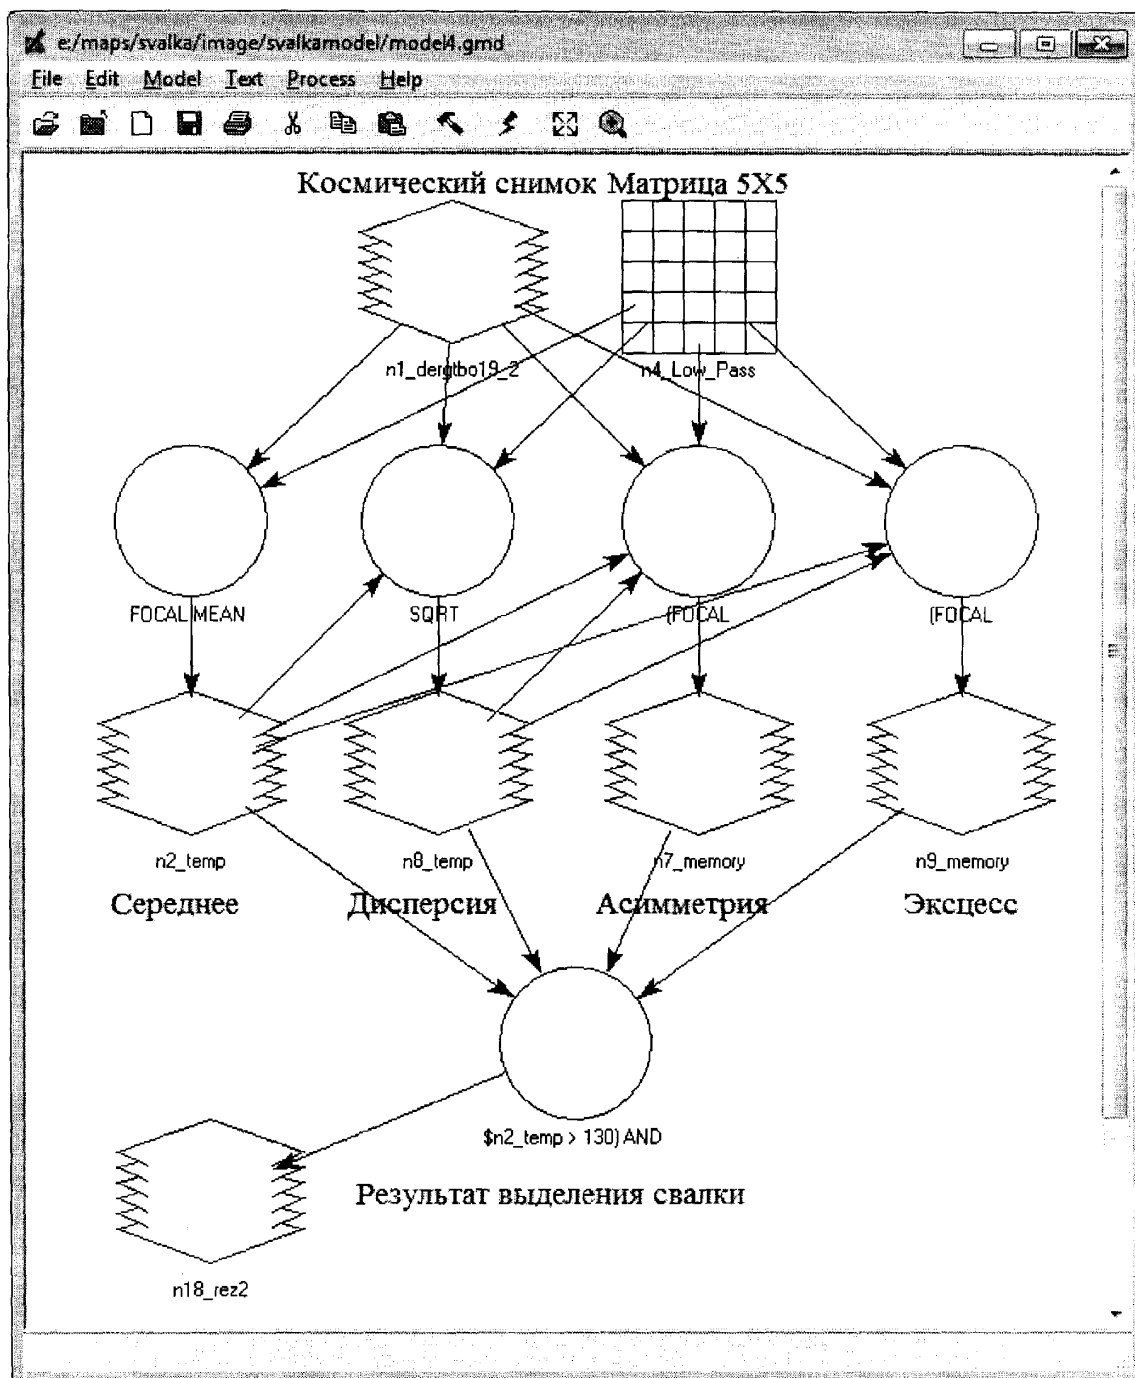 e:/maps/svalka/image/svalkamodel/model4.gmd
File Edit Model Text Process Help
Космический снимок Матрица 5X5
n1_dergtbo19_2 n4_Low_Pass
FOCAL MEAN SQRT (FOCAL (FOCAL
n2_temp n8_temp n7_memory n9_memory
Середнее Дисперсия Асимметрия Эксцесс
$n2_temp > 130) AND
Результат выделения свалки
n18_rez2